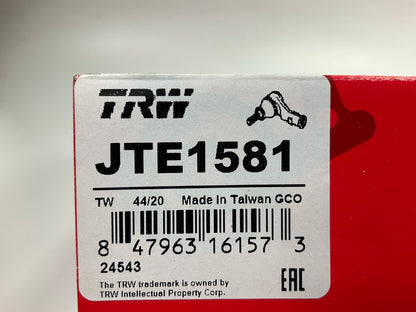 TRW
JTE1581
TW 44/20 Made In Taiwan GCO
8 47963 16157 3
24543
The TRW trademark is owned by
TRW Intellectual Property Corp.
EAC